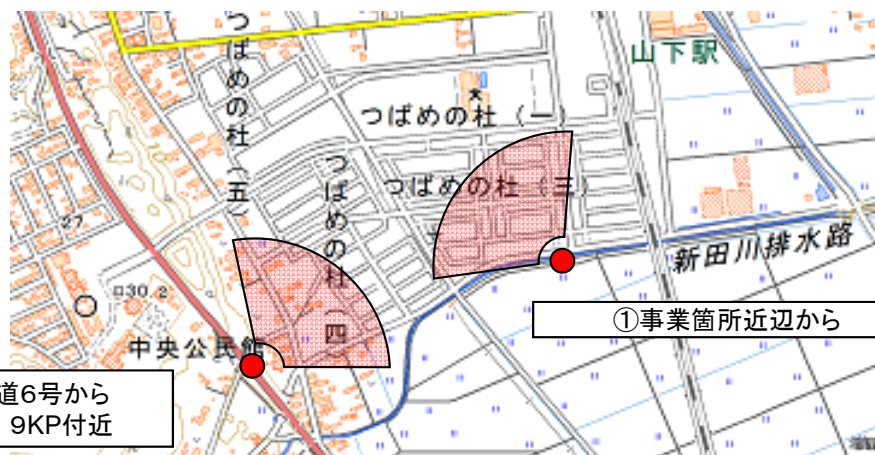 山下駅
つばめの杜（一）
つばめの杜（五）
つばめの杜（三）
つばめの杜（四）
新田川排水路
27
30.2
①事業箇所近辺から
中央公民館
道6号から
9KP付近